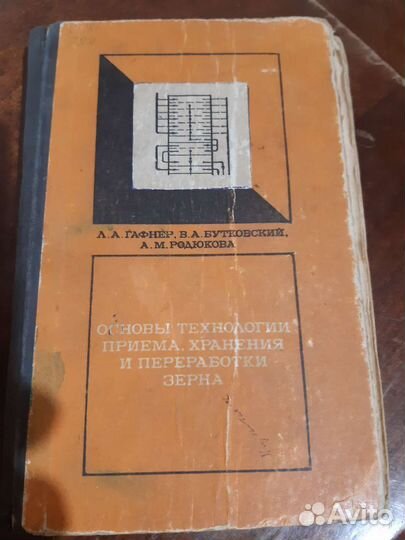 Л.А.ГАФНЕР, В.А.БУТКОВСКИЙ,
А.М.РОДЮКОВА
ОСНОВЫ ТЕХНОЛОГИИ
ПРИЕМА, ХРАНЕНИЯ
И ПЕРЕРАБОТКИ
ЗЕРНА
Avito